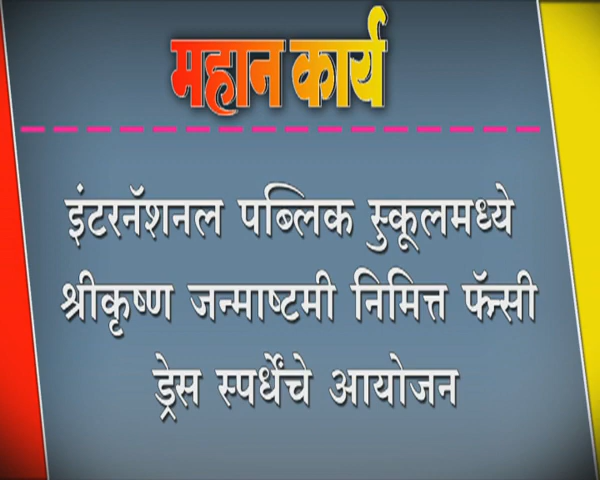 महान कार्य
इंटरनॅशनल पब्लिक स्कूलमध्ये
श्रीकृष्ण जन्माष्टमी निमित्त फॅन्सी
ड्रेस स्पर्धेंचे आयोजन